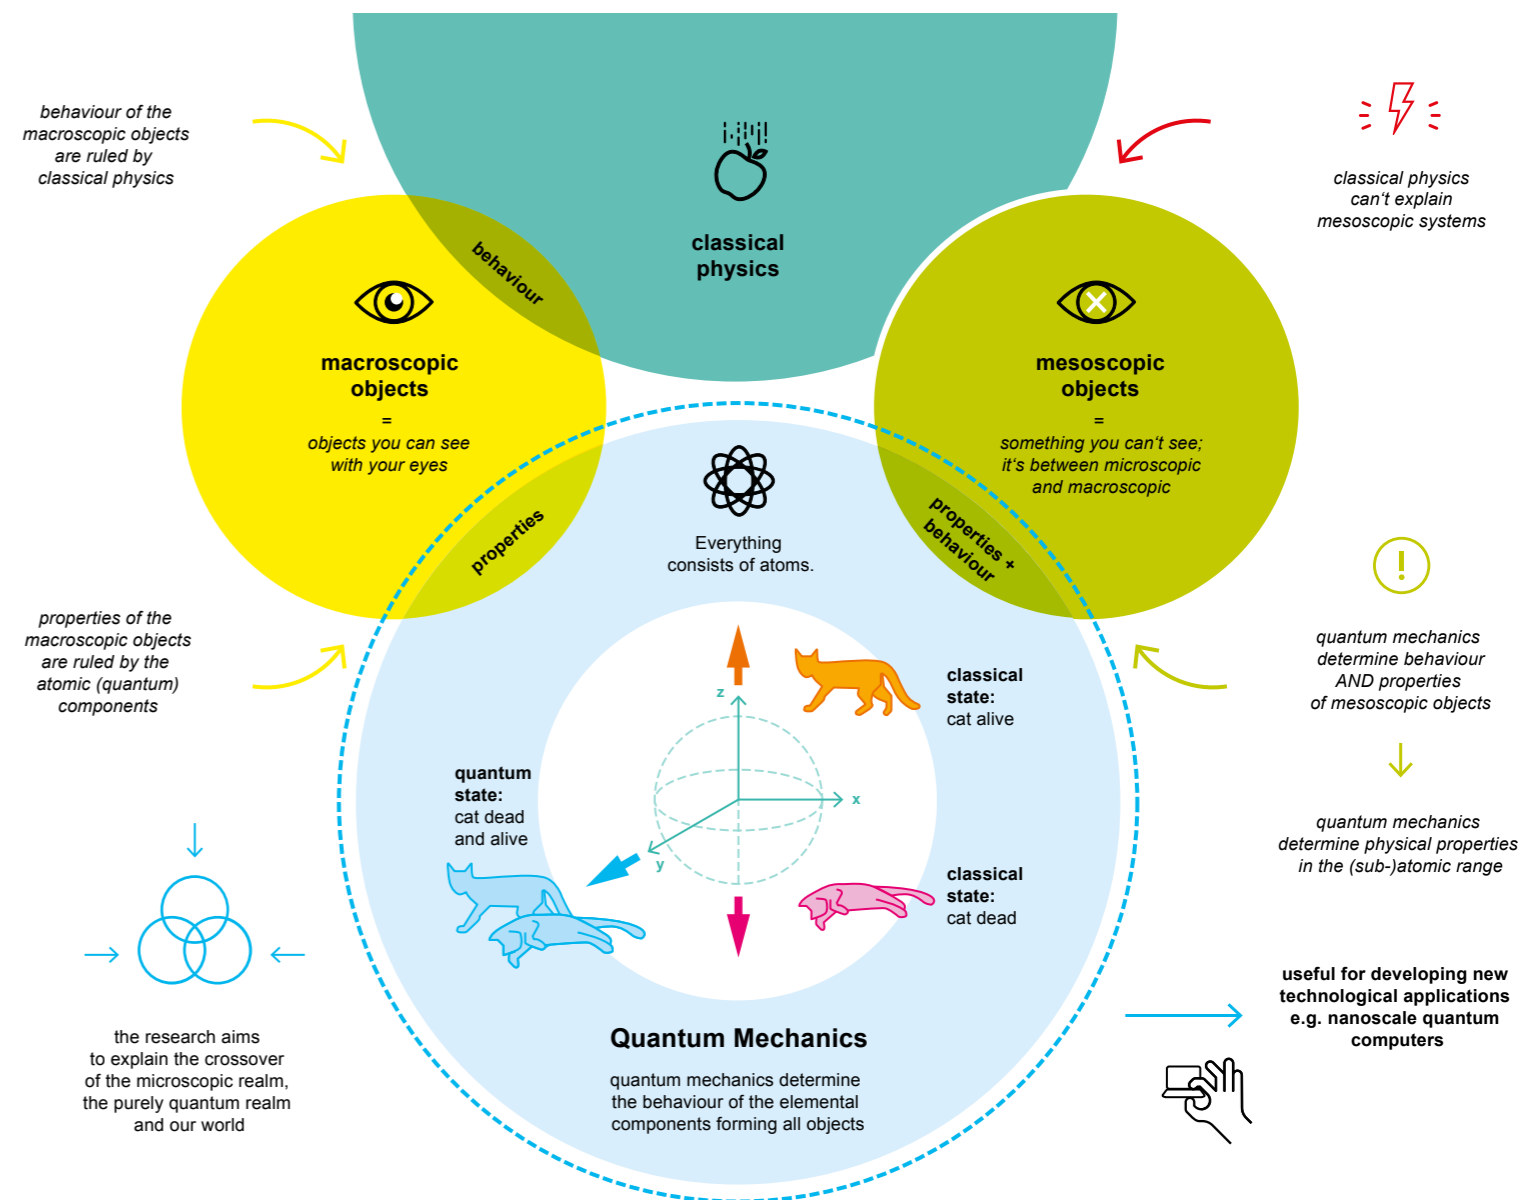 behaviour of the
macroscopic objects
are ruled by
classical physics
classical
physics
classical physics
can't explain
mesoscopic systems
behaviour
macroscopic
objects
=
objects you can see
with your eyes
mesoscopic
objects
=
something you can't see;
it's between microscopic
and macroscopic
properties
properties +
behaviour
Everything
consists of atoms.
properties of the
macroscopic objects
are ruled by the
atomic (quantum)
components
quantum mechanics
determine behaviour
AND properties
of mesoscopic objects
classical
state:
cat alive
z
x
y
quantum
state:
cat dead
and alive
classical
state:
cat dead
quantum mechanics
determine physical properties
in the (sub-)atomic range
useful for developing new
technological applications
e.g. nanoscale quantum
computers
the research aims
to explain the crossover
of the microscopic realm,
the purely quantum realm
and our world
Quantum Mechanics
quantum mechanics determine
the behaviour of the elemental
components forming all objects